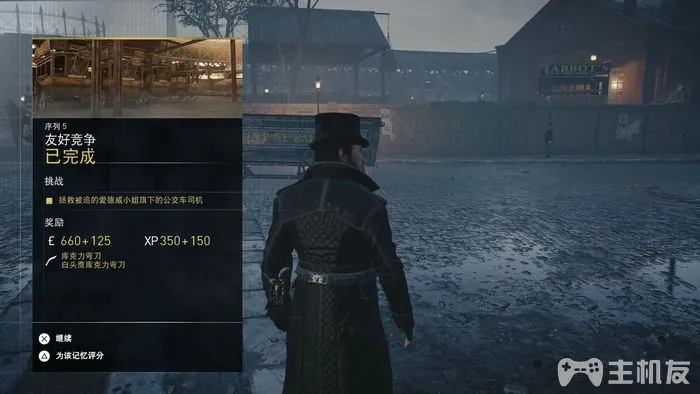 序列 5
友好竞争
已完成
挑战
拯救被追的爱德威小姐旗下的公交车司机
奖励
£ 660+125 XP 350+150
库克力弯刀
白头鹰库克力弯刀
继续
为该记忆评分
ABBOT'S
主机友